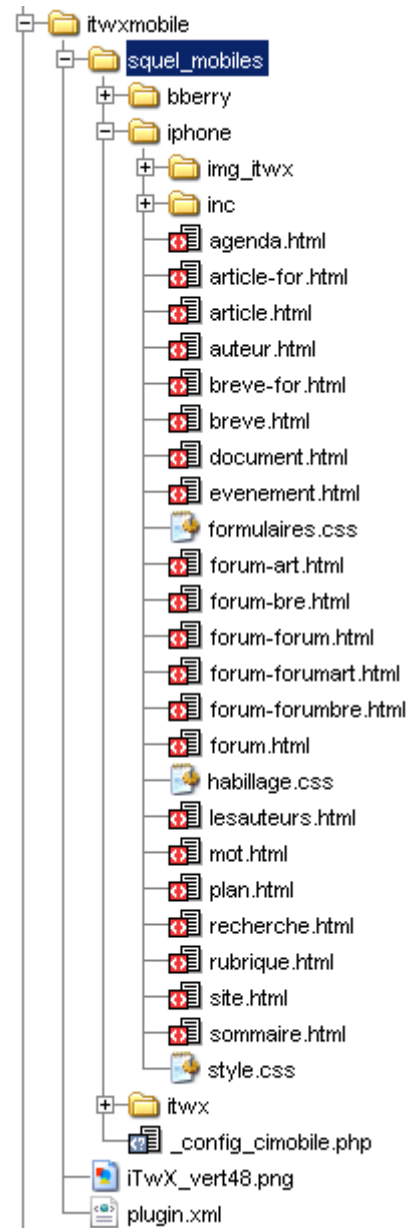 itwxmobile
squel_mobiles
bberry
iphone
img_itwx
inc
agenda.html
article-for.html
article.html
auteur.html
breve-for.html
breve.html
document.html
evenement.html
formulaires.css
forum-art.html
forum-bre.html
forum-forum.html
forum-forumart.html
forum-forumbre.html
forum.html
habillage.css
lesauteurs.html
mot.html
plan.html
recherche.html
rubrique.html
site.html
sommaire.html
style.css
itwx
_config_cimobile.php
iTwX_vert48.png
plugin.xml